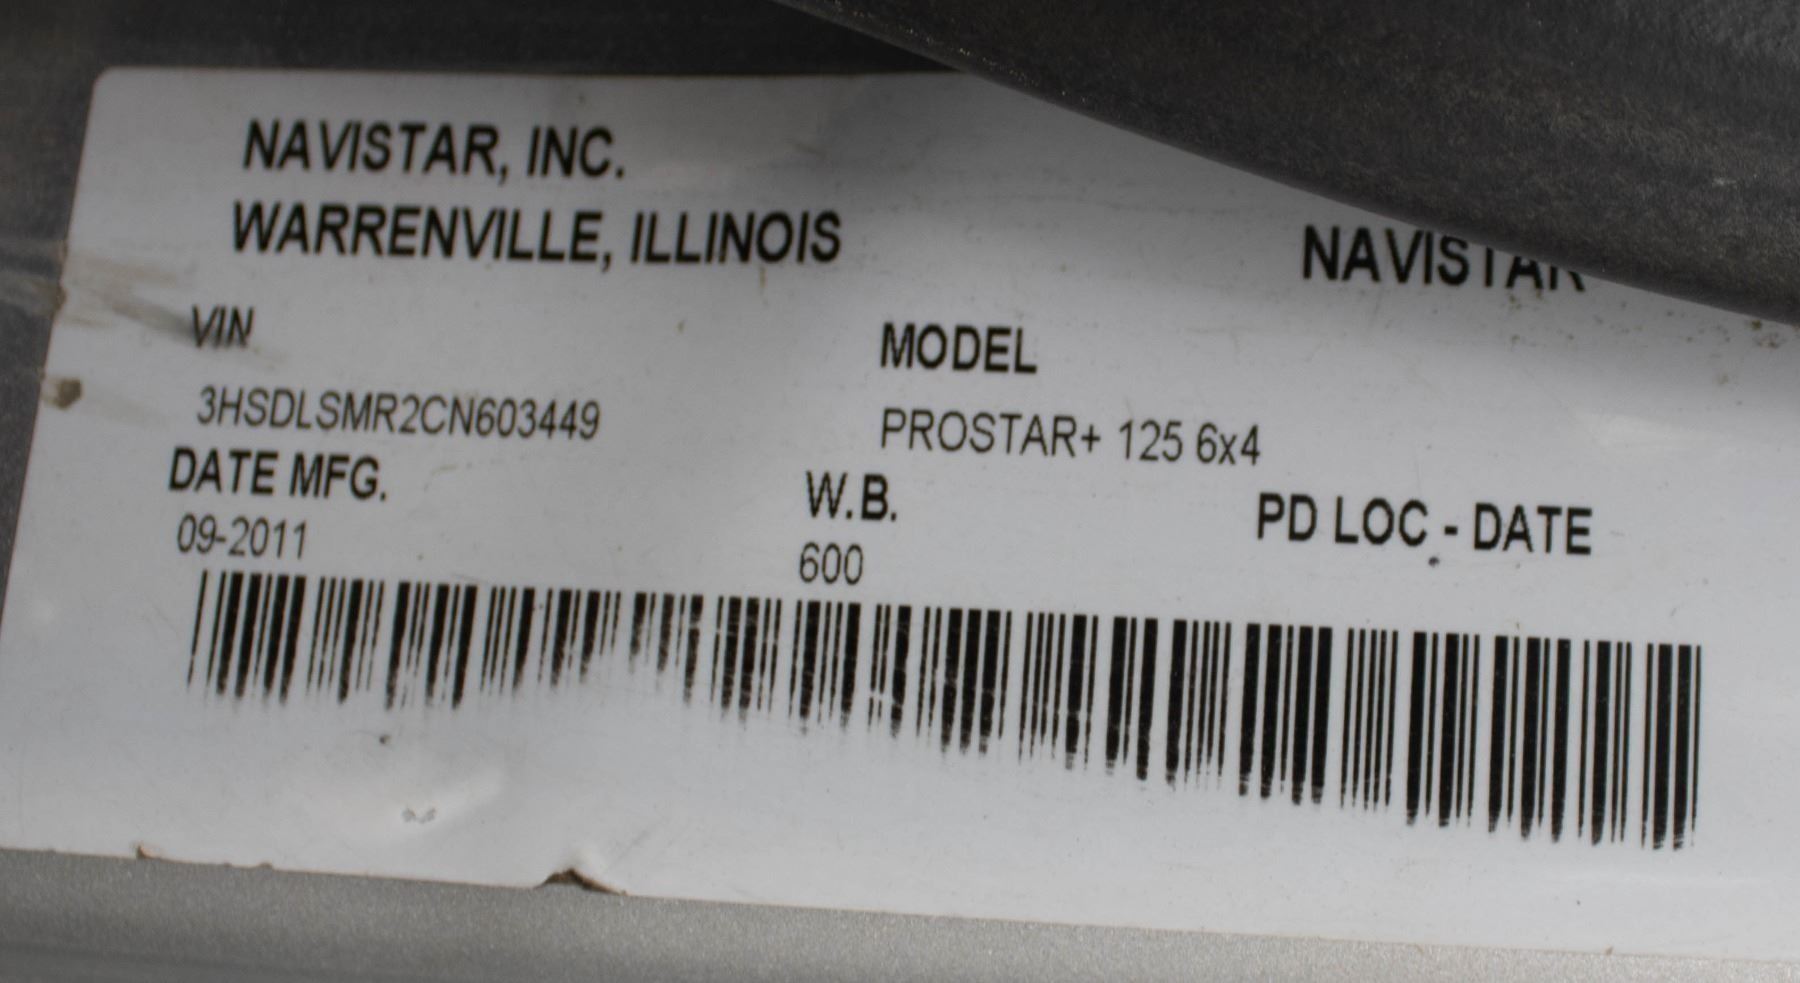 NAVISTAR, INC.
WARRENVILLE, ILLINOIS
NAVISTAR
VIN
MODEL
3HSDLSMR2CN603449
PROSTAR+ 125 6x4
DATE MFG.
W.B.
PD LOC - DATE
09-2011
600